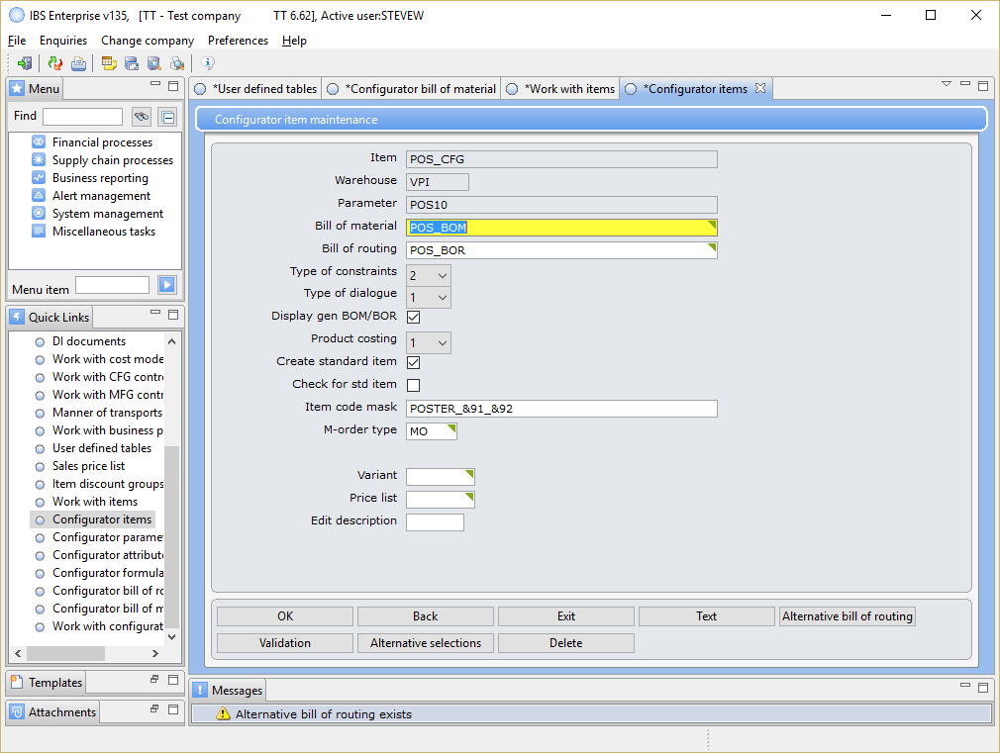 IBS Enterprise v135, [TT - Test company TT 6.62], Active user:STEVEW
File Enquiries Change company Preferences Help
Menu
Find
Financial processes
Supply chain processes
Business reporting
Alert management
System management
Miscellaneous tasks
Menu item
Quick Links
DI documents
Work with cost mode
Work with CFG contr
Work with MFG contr
Manner of transports
Work with business p
User defined tables
Sales price list
Item discount groups
Work with items
Configurator items
Configurator parame
Configurator attribut
Configurator formula
Configurator bill of ro
Configurator bill of m
Work with configurat
Templates
Attachments
*User defined tables *Configurator bill of material *Work with items *Configurator items
Configurator item maintenance
Item POS_CFG
Warehouse VPI
Parameter POS10
Bill of material POS_BOM
Bill of routing POS_BOR
Type of constraints 2
Type of dialogue 1
Display gen BOM/BOR
Product costing 1
Create standard item
Check for std item
Item code mask POSTER_&91_&92
M-order type MO
Variant
Price list
Edit description
OK Back Exit Text Alternative bill of routing
Validation Alternative selections Delete
Messages
Alternative bill of routing exists